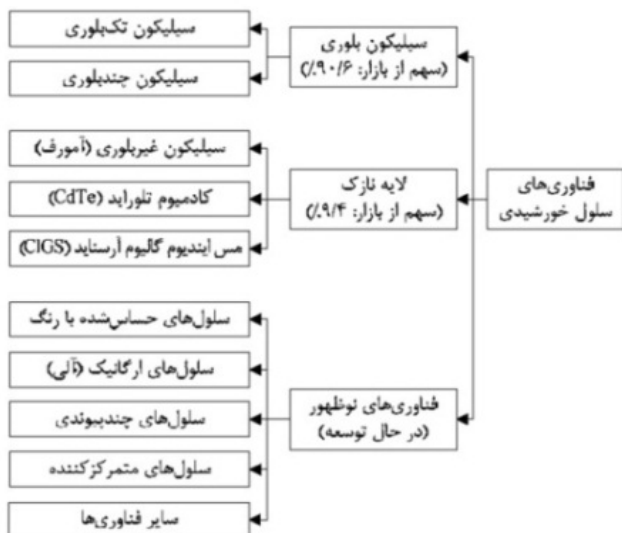 فناوری‌های
سلول خورشیدی
سیلیکون بلوری
(سهم از بازار: ۹۰/۶٪)
سیلیکون تک‌بلوری
سیلیکون چندبلوری
لایه نازک
(سهم از بازار: ۹/۴٪)
سیلیکون غیربلوری (آمورف)
کادمیوم تلوراید (CdTe)
مس ایندیوم گالیوم آرسناید (CIGS)
فناوری‌های نوظهور
(در حال توسعه)
سلول‌های حساس‌شده با رنگ
سلول‌های ارگانیک (آلی)
سلول‌های چندپیوندی
سلول‌های متمرکزکننده
سایر فناوری‌ها